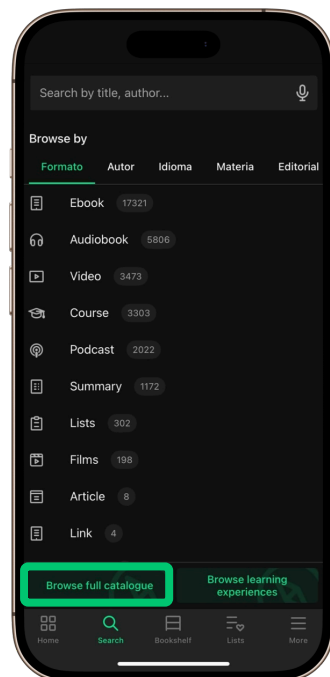 Search by title, author...
Browse by
Formato Autor Idioma Materia Editorial
Ebook 17321
Audiobook 5806
Video 3473
Course 3303
Podcast 2022
Summary 1172
Lists 302
Films 198
Article 8
Link 4
Browse full catalogue
Browse learning
experiences
Home Search Bookshelf Lists More